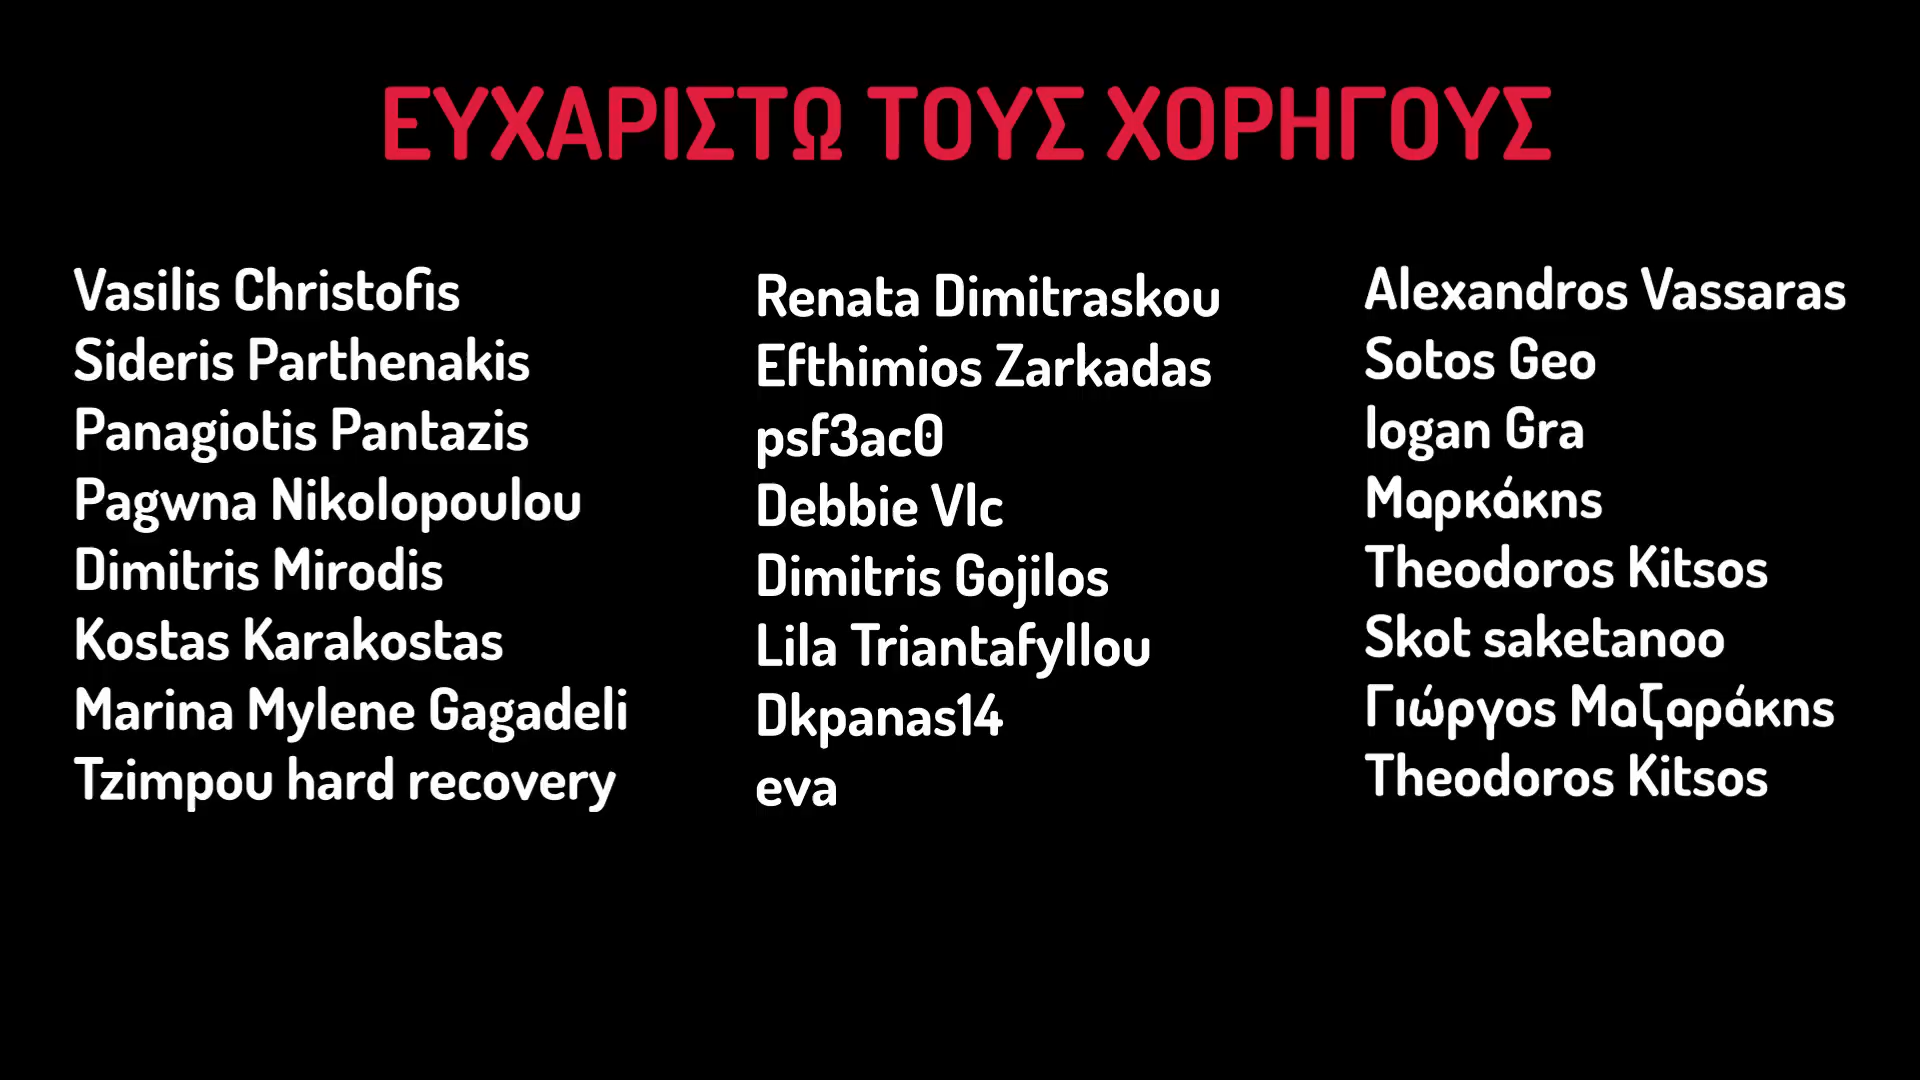 ΕΥΧΑΡΙΣΤΩ ΤΟΥΣ ΧΟΡΗΓΟΥΣ
Vasilis Christofis
Sideris Parthenakis
Panagiotis Pantazis
Pagwna Nikolopoulou
Dimitris Mirodis
Kostas Karakostas
Marina Mylene Gagadeli
Tzimpou hard recovery
Renata Dimitraskou
Efthimios Zarkadas
psf3ac0
Debbie Vlc
Dimitris Gojilos
Lila Triantafyllou
Dkpanas14
eva
Alexandros Vassaras
Sotos Geo
logan Gra
Μαρκάκης
Theodoros Kitsos
Skot saketanoo
Γιώργος Μαζαράκης
Theodoros Kitsos